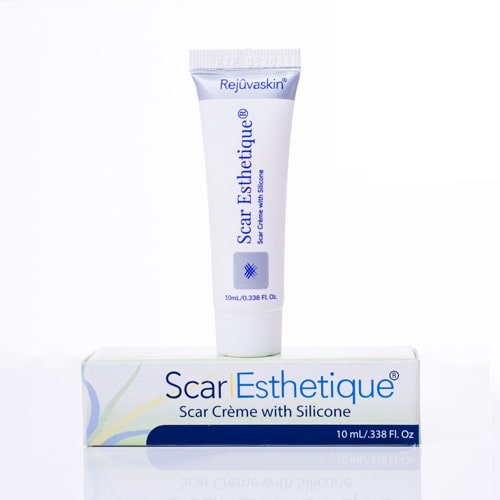 Rejûvaskin®
Scar Esthetique®
Scar Crème with Silicone
10mL/0.338 Fl. Oz.
Scar Esthetique®
Scar Crème with Silicone
10 mL/.338 Fl. Oz